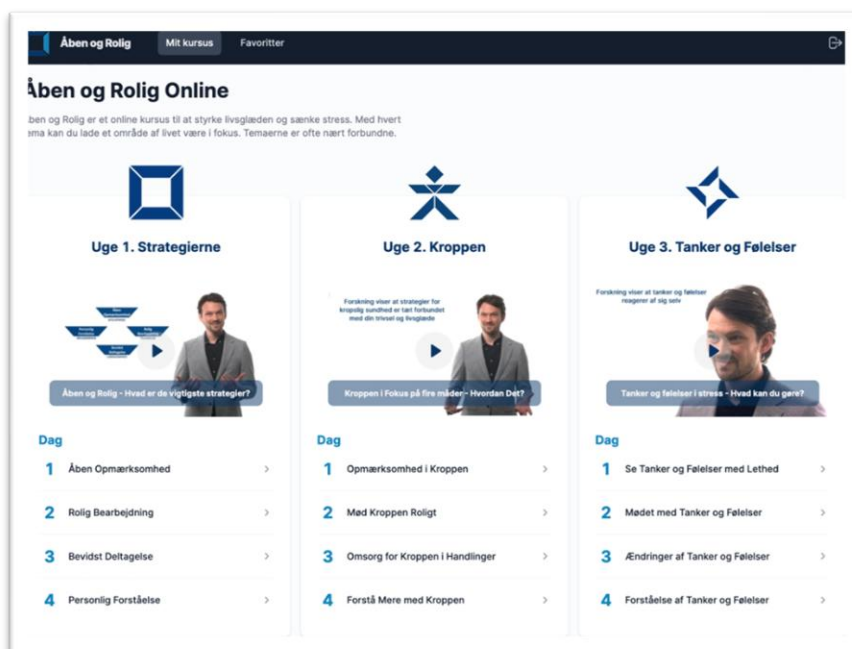 Åben og Rolig
Mit kursus
Favoritter
Åben og Rolig Online
ben og Rolig er et online kursus til at styrke livsglæden og sænke stress. Med hvert
ema kan du lade et område af livet være i fokus. Temaerne er ofte nært forbundne.
Uge 1. Strategierne
Åben og Rolig - Hvad er de vigtigste strategier?
Dag
1 Åben Opmærksomhed
2 Rolig Bearbejdning
3 Bevidst Deltagelse
4 Personlig Forståelse
Uge 2. Kroppen
Forskning viser at strategier for
kropslig sundhed er tæt forbundet
med din trivsel og livsglæde
Kroppen i Fokus på fire måder - Hvordan Det?
Dag
1 Opmærksomhed i Kroppen
2 Mød Kroppen Roligt
3 Omsorg for Kroppen i Handlinger
4 Forstå Mere med Kroppen
Uge 3. Tanker og Følelser
Forskning viser at tanker og følelser
reagerer af sig selv
Tanker og følelser i stress - Hvad kan du gøre?
Dag
1 Se Tanker og Følelser med Lethed
2 Mødet med Tanker og Følelser
3 Ændringer af Tanker og Følelser
4 Forståelse af Tanker og Følelser